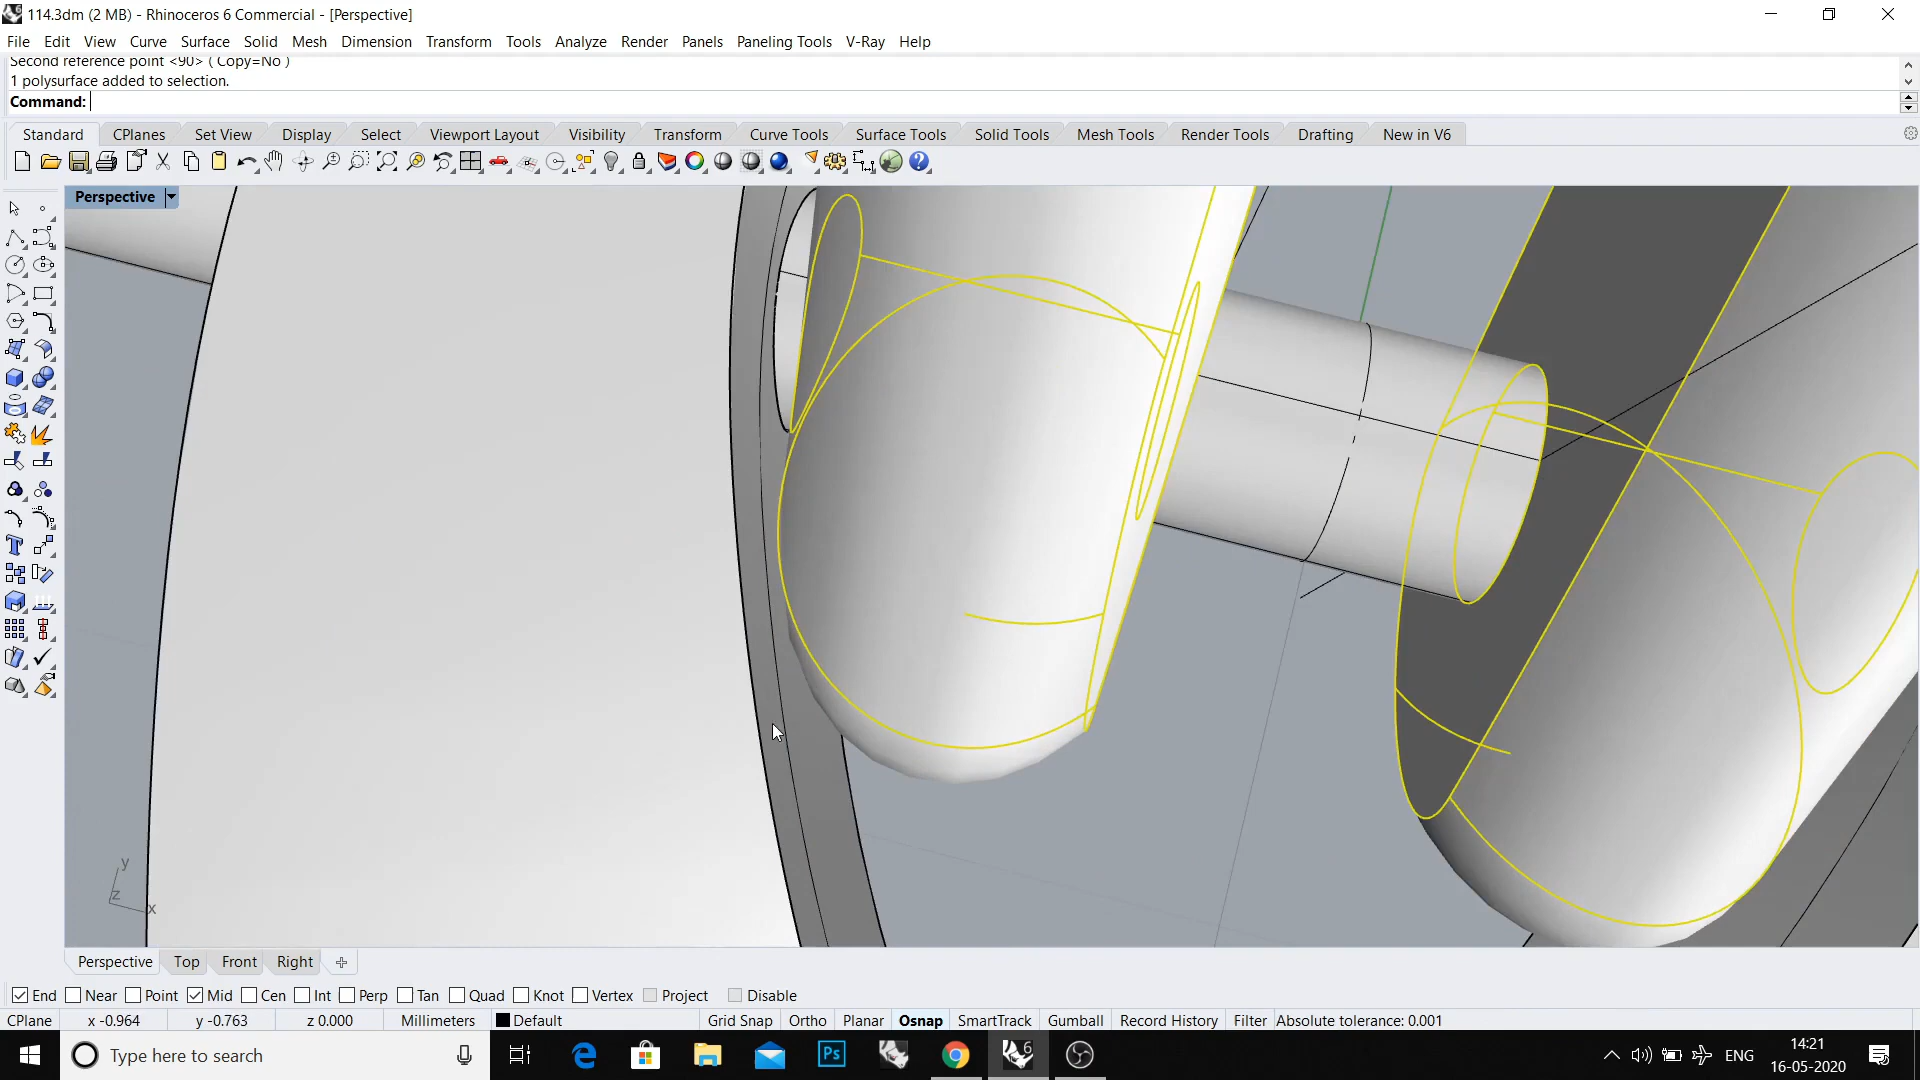 114.3dm (2 MB) - Rhinoceros 6 Commercial - [Perspective]
File Edit View Curve Surface Solid Mesh Dimension Transform Tools Analyze Render Panels Paneling Tools V-Ray Help
Second reference point <90> ( Copy=No )
1 polysurface added to selection.
Command:
Standard CPlanes Set View Display Select Viewport Layout Visibility Transform Curve Tools Surface Tools Solid Tools Mesh Tools Render Tools Drafting New in V6
Perspective
y
z
x
Perspective Top Front Right
End Near Point Mid Cen Int Perp Tan Quad Knot Vertex Project Disable
CPlane x -0.964 y -0.763 z 0.000 Millimeters Default Grid Snap Ortho Planar Osnap SmartTrack Gumball Record History Filter Absolute tolerance: 0.001
Type here to search Ps 6 ENG 14:21
16-05-2020